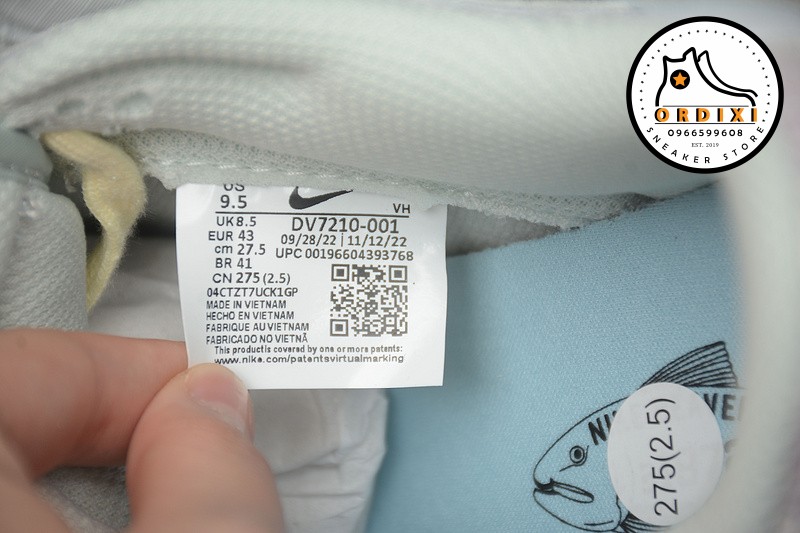 ORDIXI
0966599608
EST. 2019
SNEAKER STORE
US
9.5
VH
UK 8.5
DV7210-001
EUR 43
09/28/22 | 11/12/22
cm 27.5
UPC 00196604393768
BR 41
CN 275 (2.5)
04CTZT7UCK1GP
MADE IN VIETNAM
HECHO EN VIETNAM
FABRIQUE AU VIETNAM
FABRICADO NO VIETNÃ
This product is covered by one or more patents:
www.nike.com/patentsvirtualmarking
275(2.5)